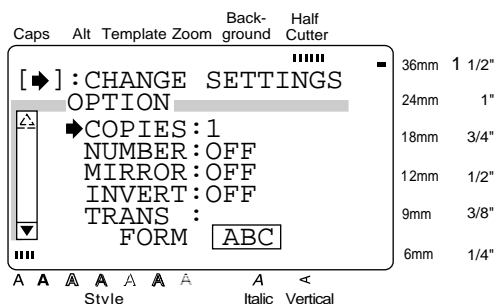 Back-
ground
Half
Cutter
Caps Alt Template Zoom
[➡]:CHANGE SETTINGS
OPTION
➡COPIES:1
NUMBER:OFF
MIRROR:OFF
INVERT:OFF
TRANS :
FORM ABC
36mm 1 1/2"
24mm 1"
18mm 3/4"
12mm 1/2"
9mm 3/8"
6mm 1/4"
A A A A A A A A A
Style Italic Vertical